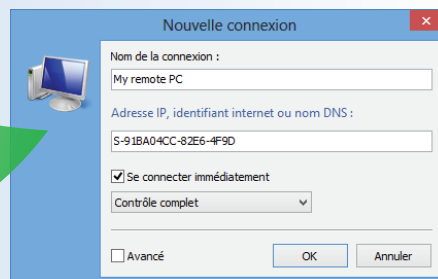 Nouvelle connexion
Nom de la connexion :
My remote PC
Adresse IP, identifiant internet ou nom DNS :
S-91BA04CC-82E6-4F9D
Se connecter immédiatement
Contrôle complet
Avancé
OK
Annuler